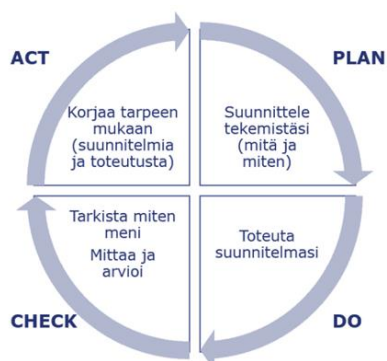 ACT
PLAN
Korjaa tarpeen
mukaan
(suunnitelmia
ja toteutusta)
Suunnittele
tekemistäsi
(mitä ja
miten)
Tarkista miten
meni
Mittaa ja
arvioi
Toteuta
suunnitelmasi
CHECK
DO